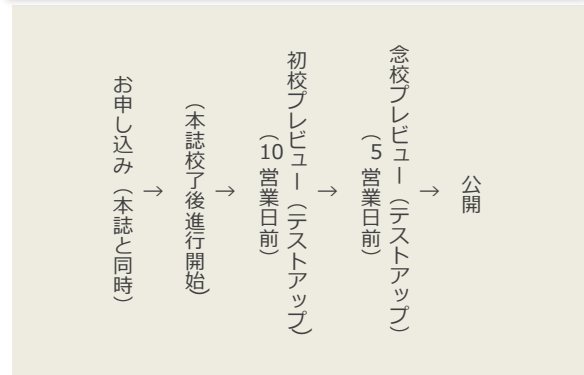 お申し込み（本誌と同時）
→
（本誌校了後進行開始）
→
初校プレビュー（テストアップ）
（10営業日前）
→
念校プレビュー（テストアップ）
（5営業日前）
→
公開